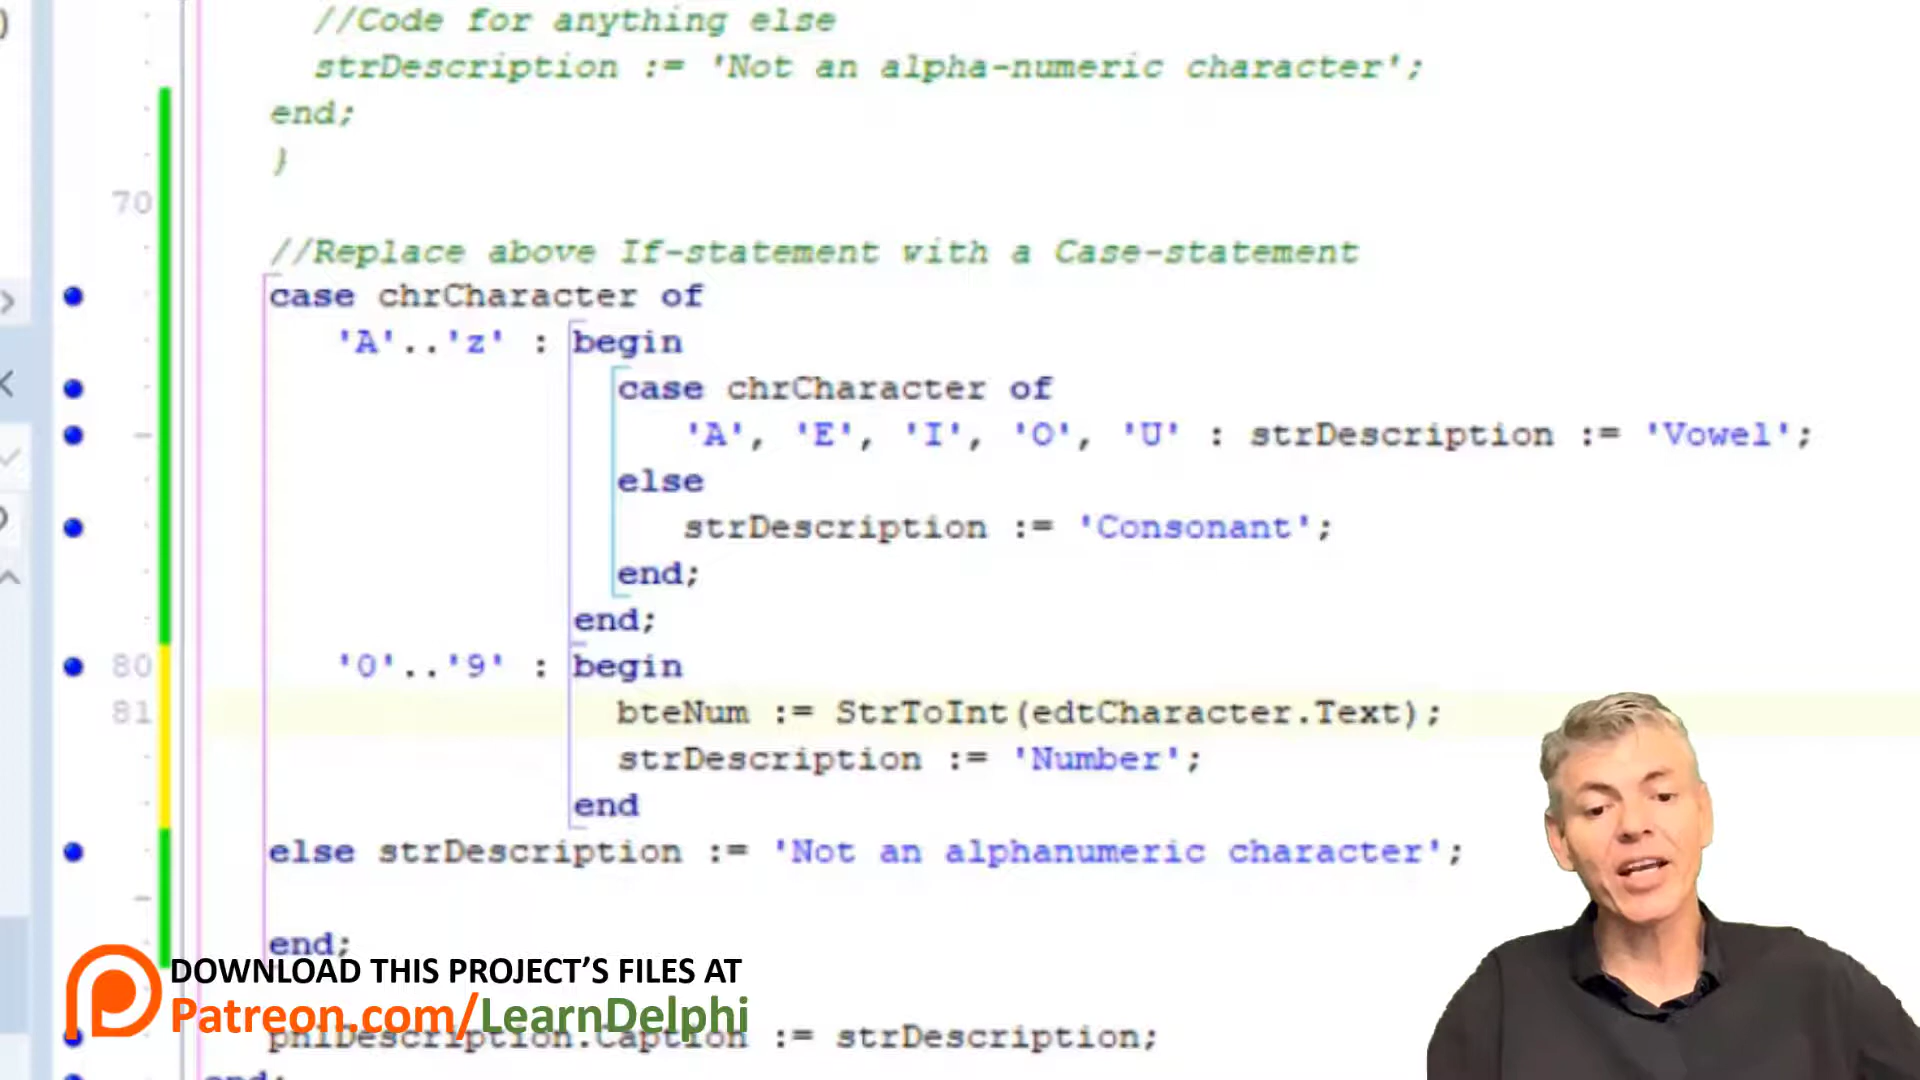 //Code for anything else
strDescription := 'Not an alpha-numeric character';
end;
}
70
//Replace above If-statement with a Case-statement
case chrCharacter of
'A'..'z' : begin
case chrCharacter of
'A', 'E', 'I', 'O', 'U' : strDescription := 'Vowel';
else
strDescription := 'Consonant';
end;
end;
80 '0'..'9' : begin
81 bteNum := StrToInt(edtCharacter.Text);
strDescription := 'Number';
end
else strDescription := 'Not an alphanumeric character';
end;
DOWNLOAD THIS PROJECT'S FILES AT
Patreon.com/LearnDelphi
pnlDescription.Caption := strDescription;
end;